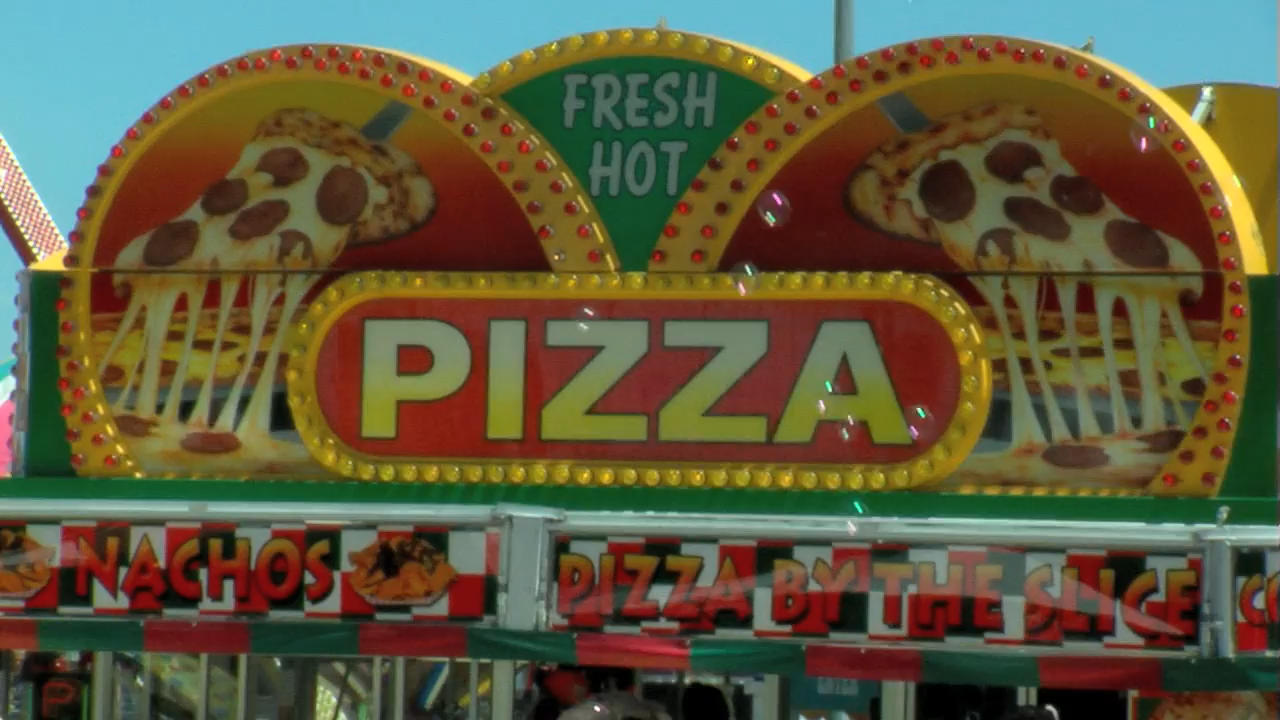 FRESH
HOT
PIZZA
NACHOS
PIZZA BY THE SLICE